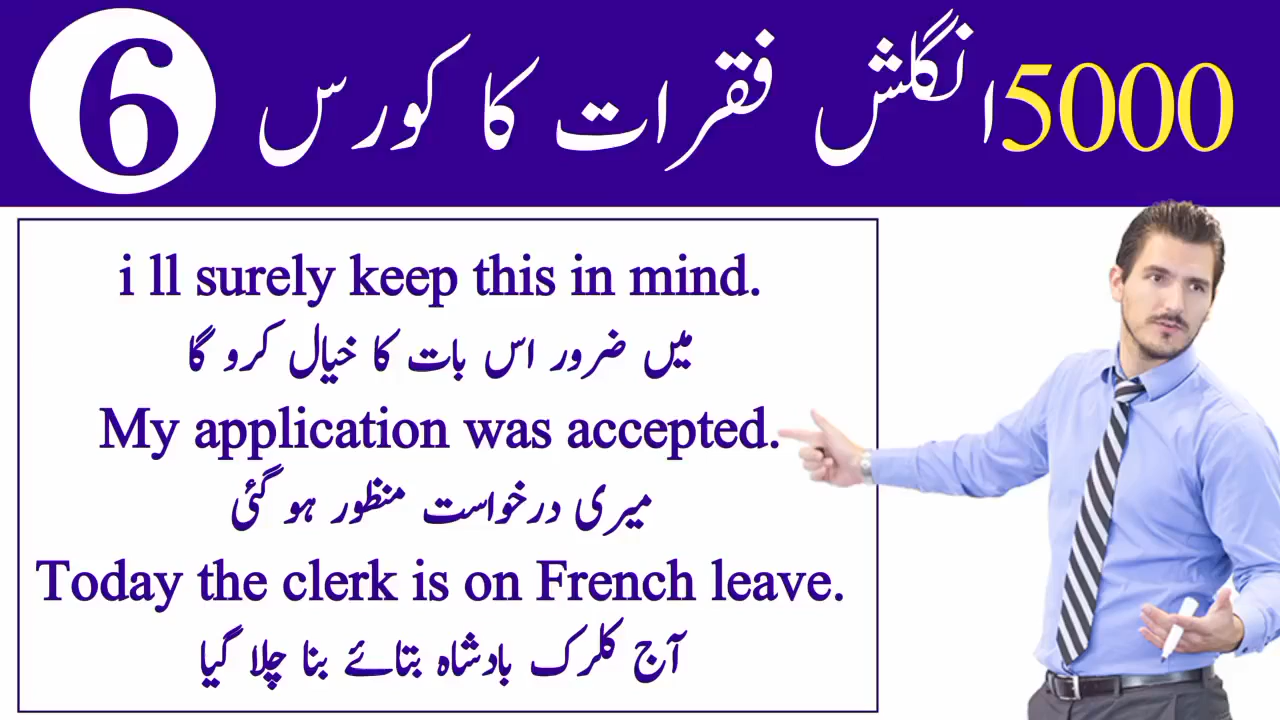 5000 انگلش فقرات کا کورس 6
i ll surely keep this in mind.
میں ضرور اس بات کا خیال کرو گا
My application was accepted.
میری درخواست منظور ہو گئی
Today the clerk is on French leave.
آج کلرک بادشاہ بتائے بنا چلا گیا